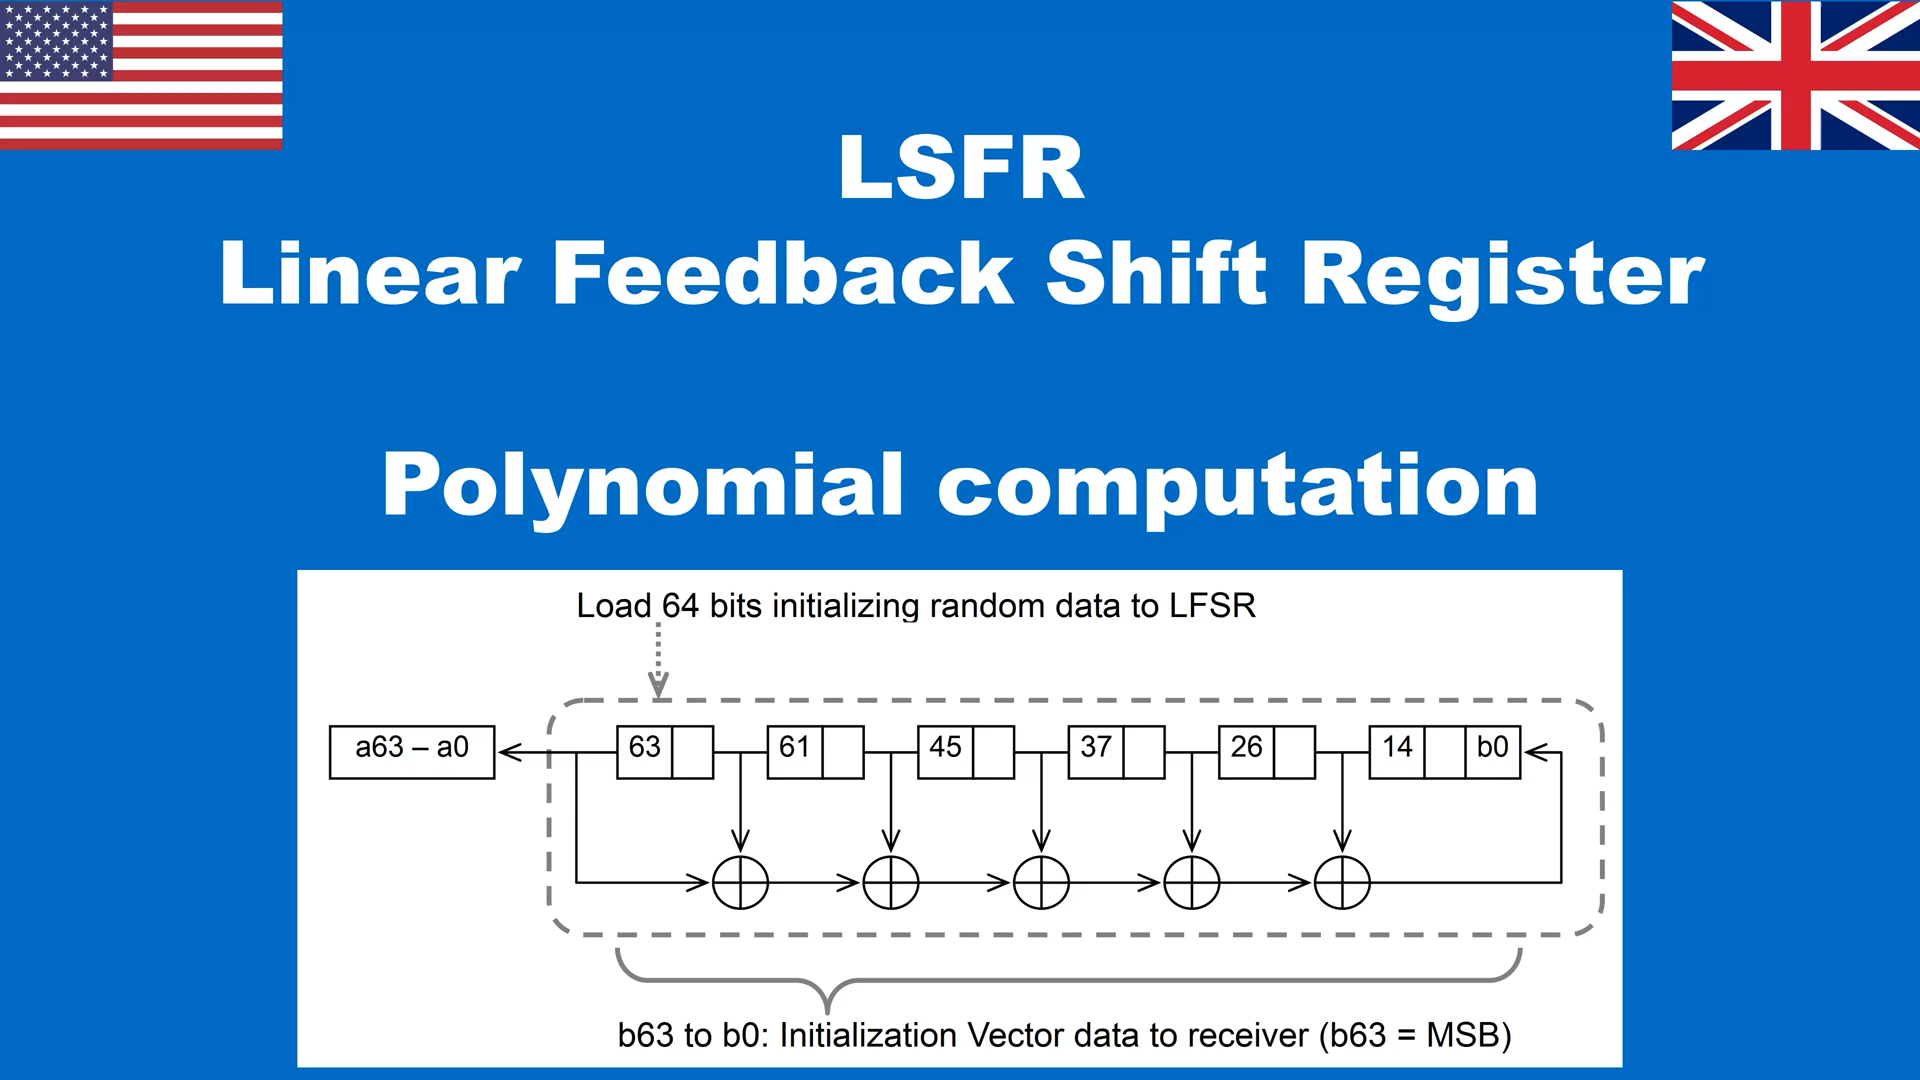 LSFR
Linear Feedback Shift Register
Polynomial computation
Load 64 bits initializing random data to LFSR
a63 – a0 63 61 45 37 26 14 b0
b63 to b0: Initialization Vector data to receiver (b63 = MSB)